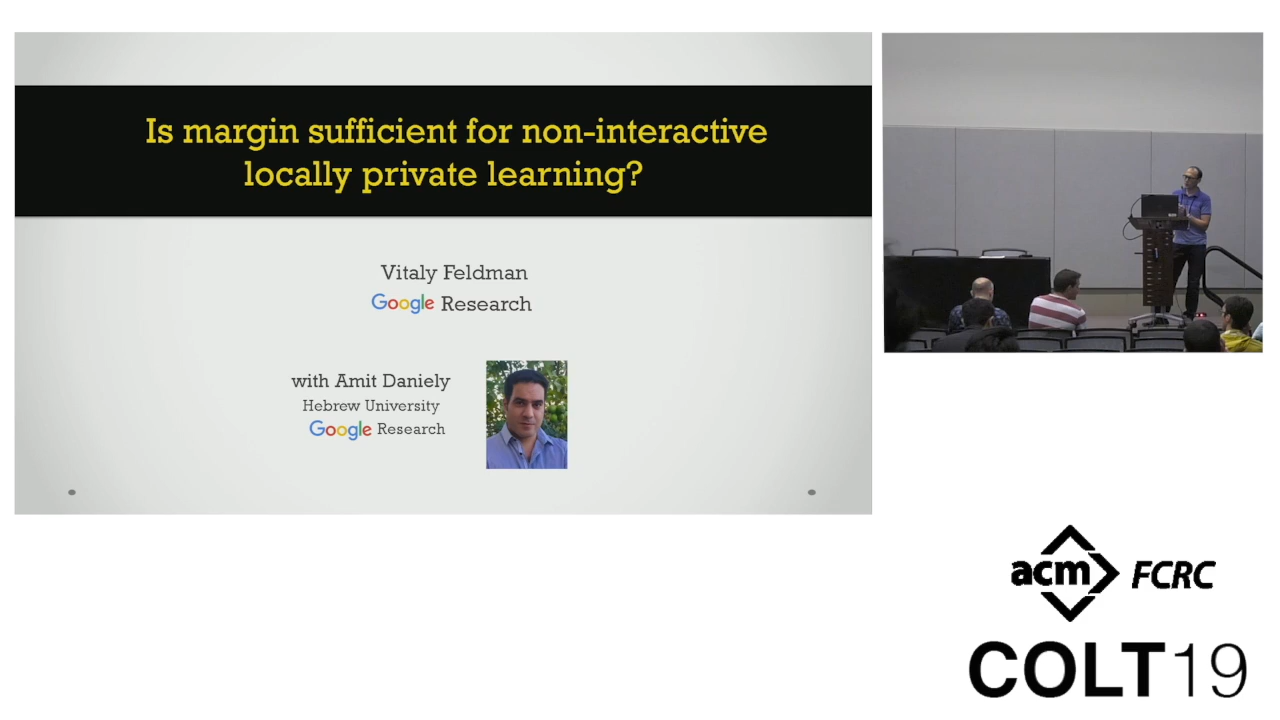 Is margin sufficient for non-interactive
locally private learning?
Vitaly Feldman
Google Research
with Amit Daniely
Hebrew University
Google Research
acm FCRC
COLT19